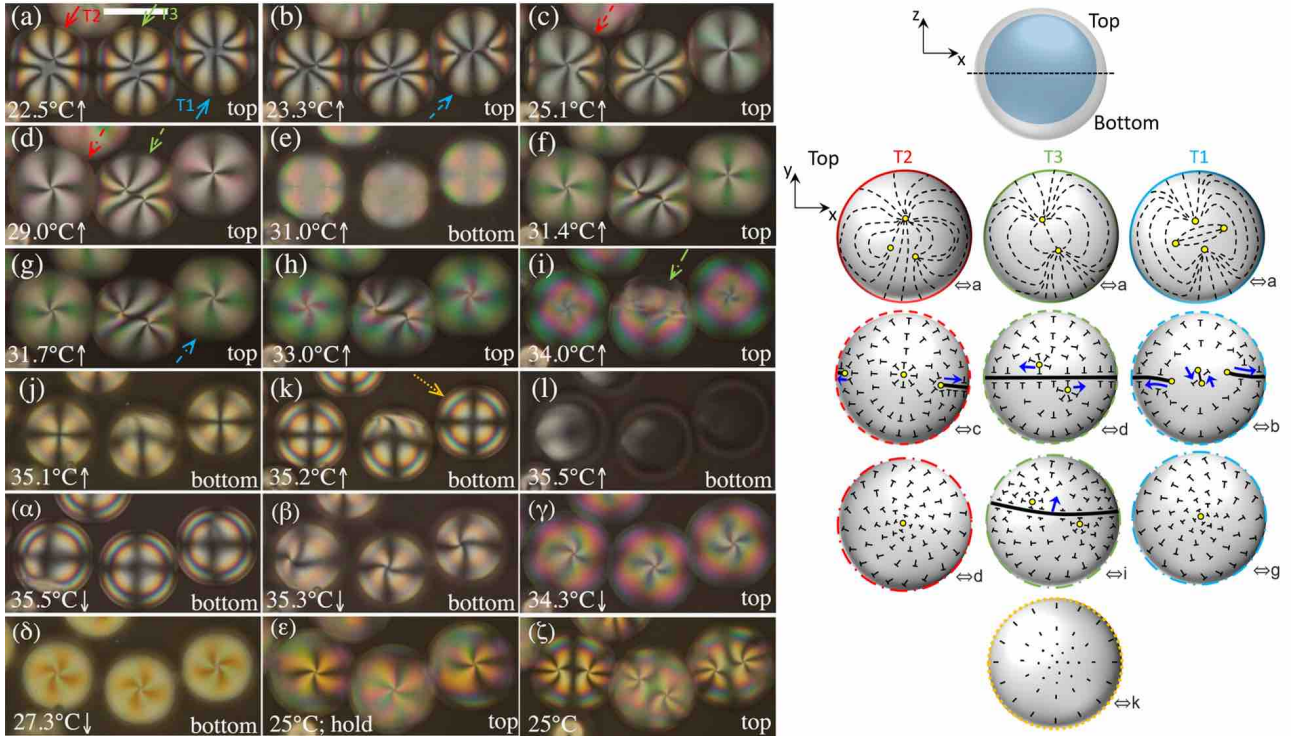 (a)
T2
T3
T1
22.5°C↑
top
(b)
23.3°C↑
top
(c)
25.1°C↑
top
(d)
29.0°C↑
top
(e)
31.0°C↑
bottom
(f)
31.4°C↑
top
(g)
31.7°C↑
top
(h)
33.0°C↑
top
(i)
34.0°C↑
top
(j)
35.1°C↑
bottom
(k)
35.2°C↑
bottom
(l)
35.5°C↑
bottom
(α)
35.5°C↓
bottom
(β)
35.3°C↓
bottom
(γ)
34.3°C↓
top
(δ)
27.3°C↓
bottom
(ε)
25°C; hold
top
(ζ)
25°C
top
z
x
Top
Bottom
Top
y
x
T2
T3
T1
⇔a
⇔a
⇔a
⇔c
⇔d
⇔b
⇔d
⇔i
⇔g
⇔k